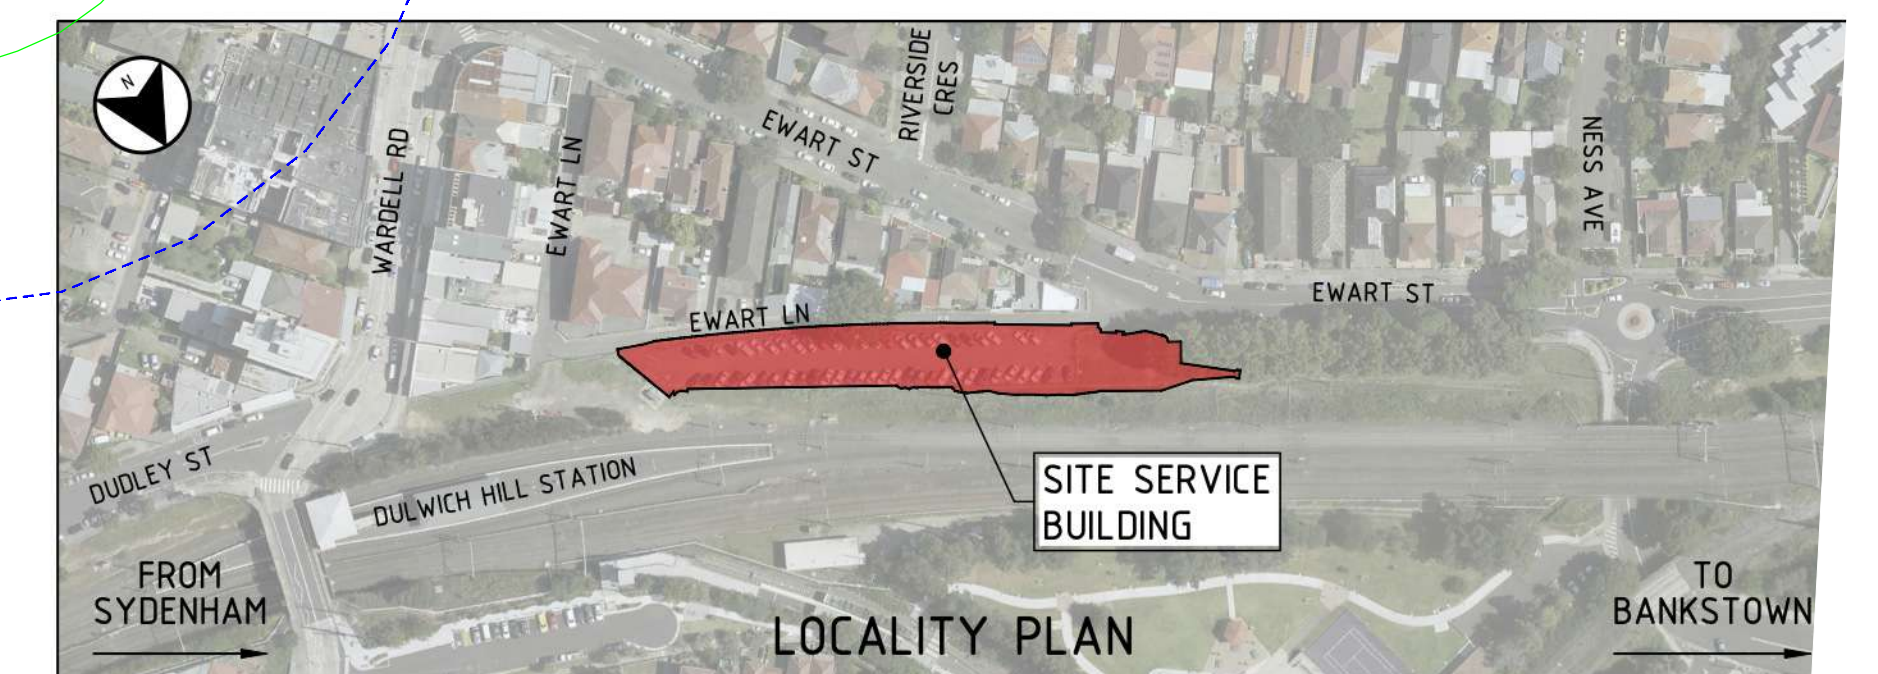 N
RIVERSIDE
CRES
EWART ST
WARDELL RD
EWART LN
NESS AVE
EWART ST
EWART LN
SITE SERVICE
BUILDING
DUDLEY ST
DULWICH HILL STATION
FROM
SYDENHAM
LOCALITY PLAN
TO
BANKSTOWN